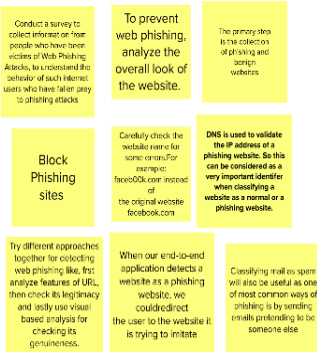 Conduct a survey to
collect information from
people who have been
victims of Web Phishing
Attacks, to understand the
behavior of such internet
users who have fallen prey
to phishing attacks
To prevent
web phishing,
analyze the
overall look of
the website.
The primary step
is the collection
of phishing and
benign
websites
Block
Phishing
sites
Carefully check the
website name for
some errors.For
example:
faceb00k.com instead
of
the original website
facebook.com
DNS is used to validate
the IP address of a
phishing website. So this
can be considered as a
very important identifer
when classifying a
website as a normal or a
phishing website.
Try different approaches
together for detecting
web phishing like, frst
analyze features of URL,
then check its legitimacy
and lastly use visual
based analysis for
checking its
genuineness.
When our end-to-end
application detects a
website as a phishing
website, we
couldredirect
the user to the website it
is trying to imitate
Classifying mail as spam
will also be useful as one
of most common ways of
phishing is by sending
emails pretending to be
someone else